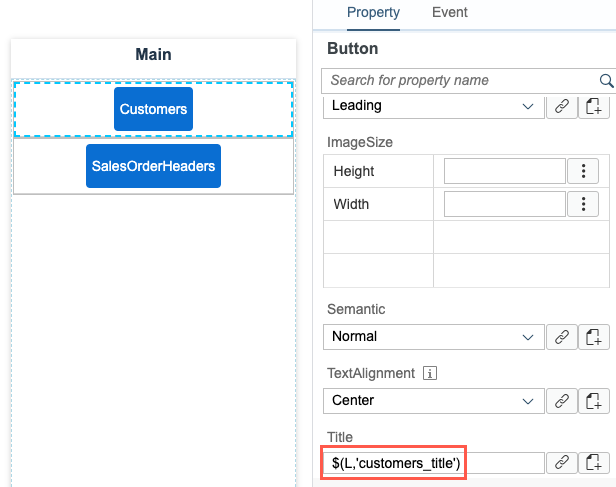 Main
Customers
SalesOrderHeaders
Property Event
Button
Search for property name
Leading
ImageSize
Height
Width
Semantic
Normal
TextAlignment i
Center
Title
$(L,'customers_title')